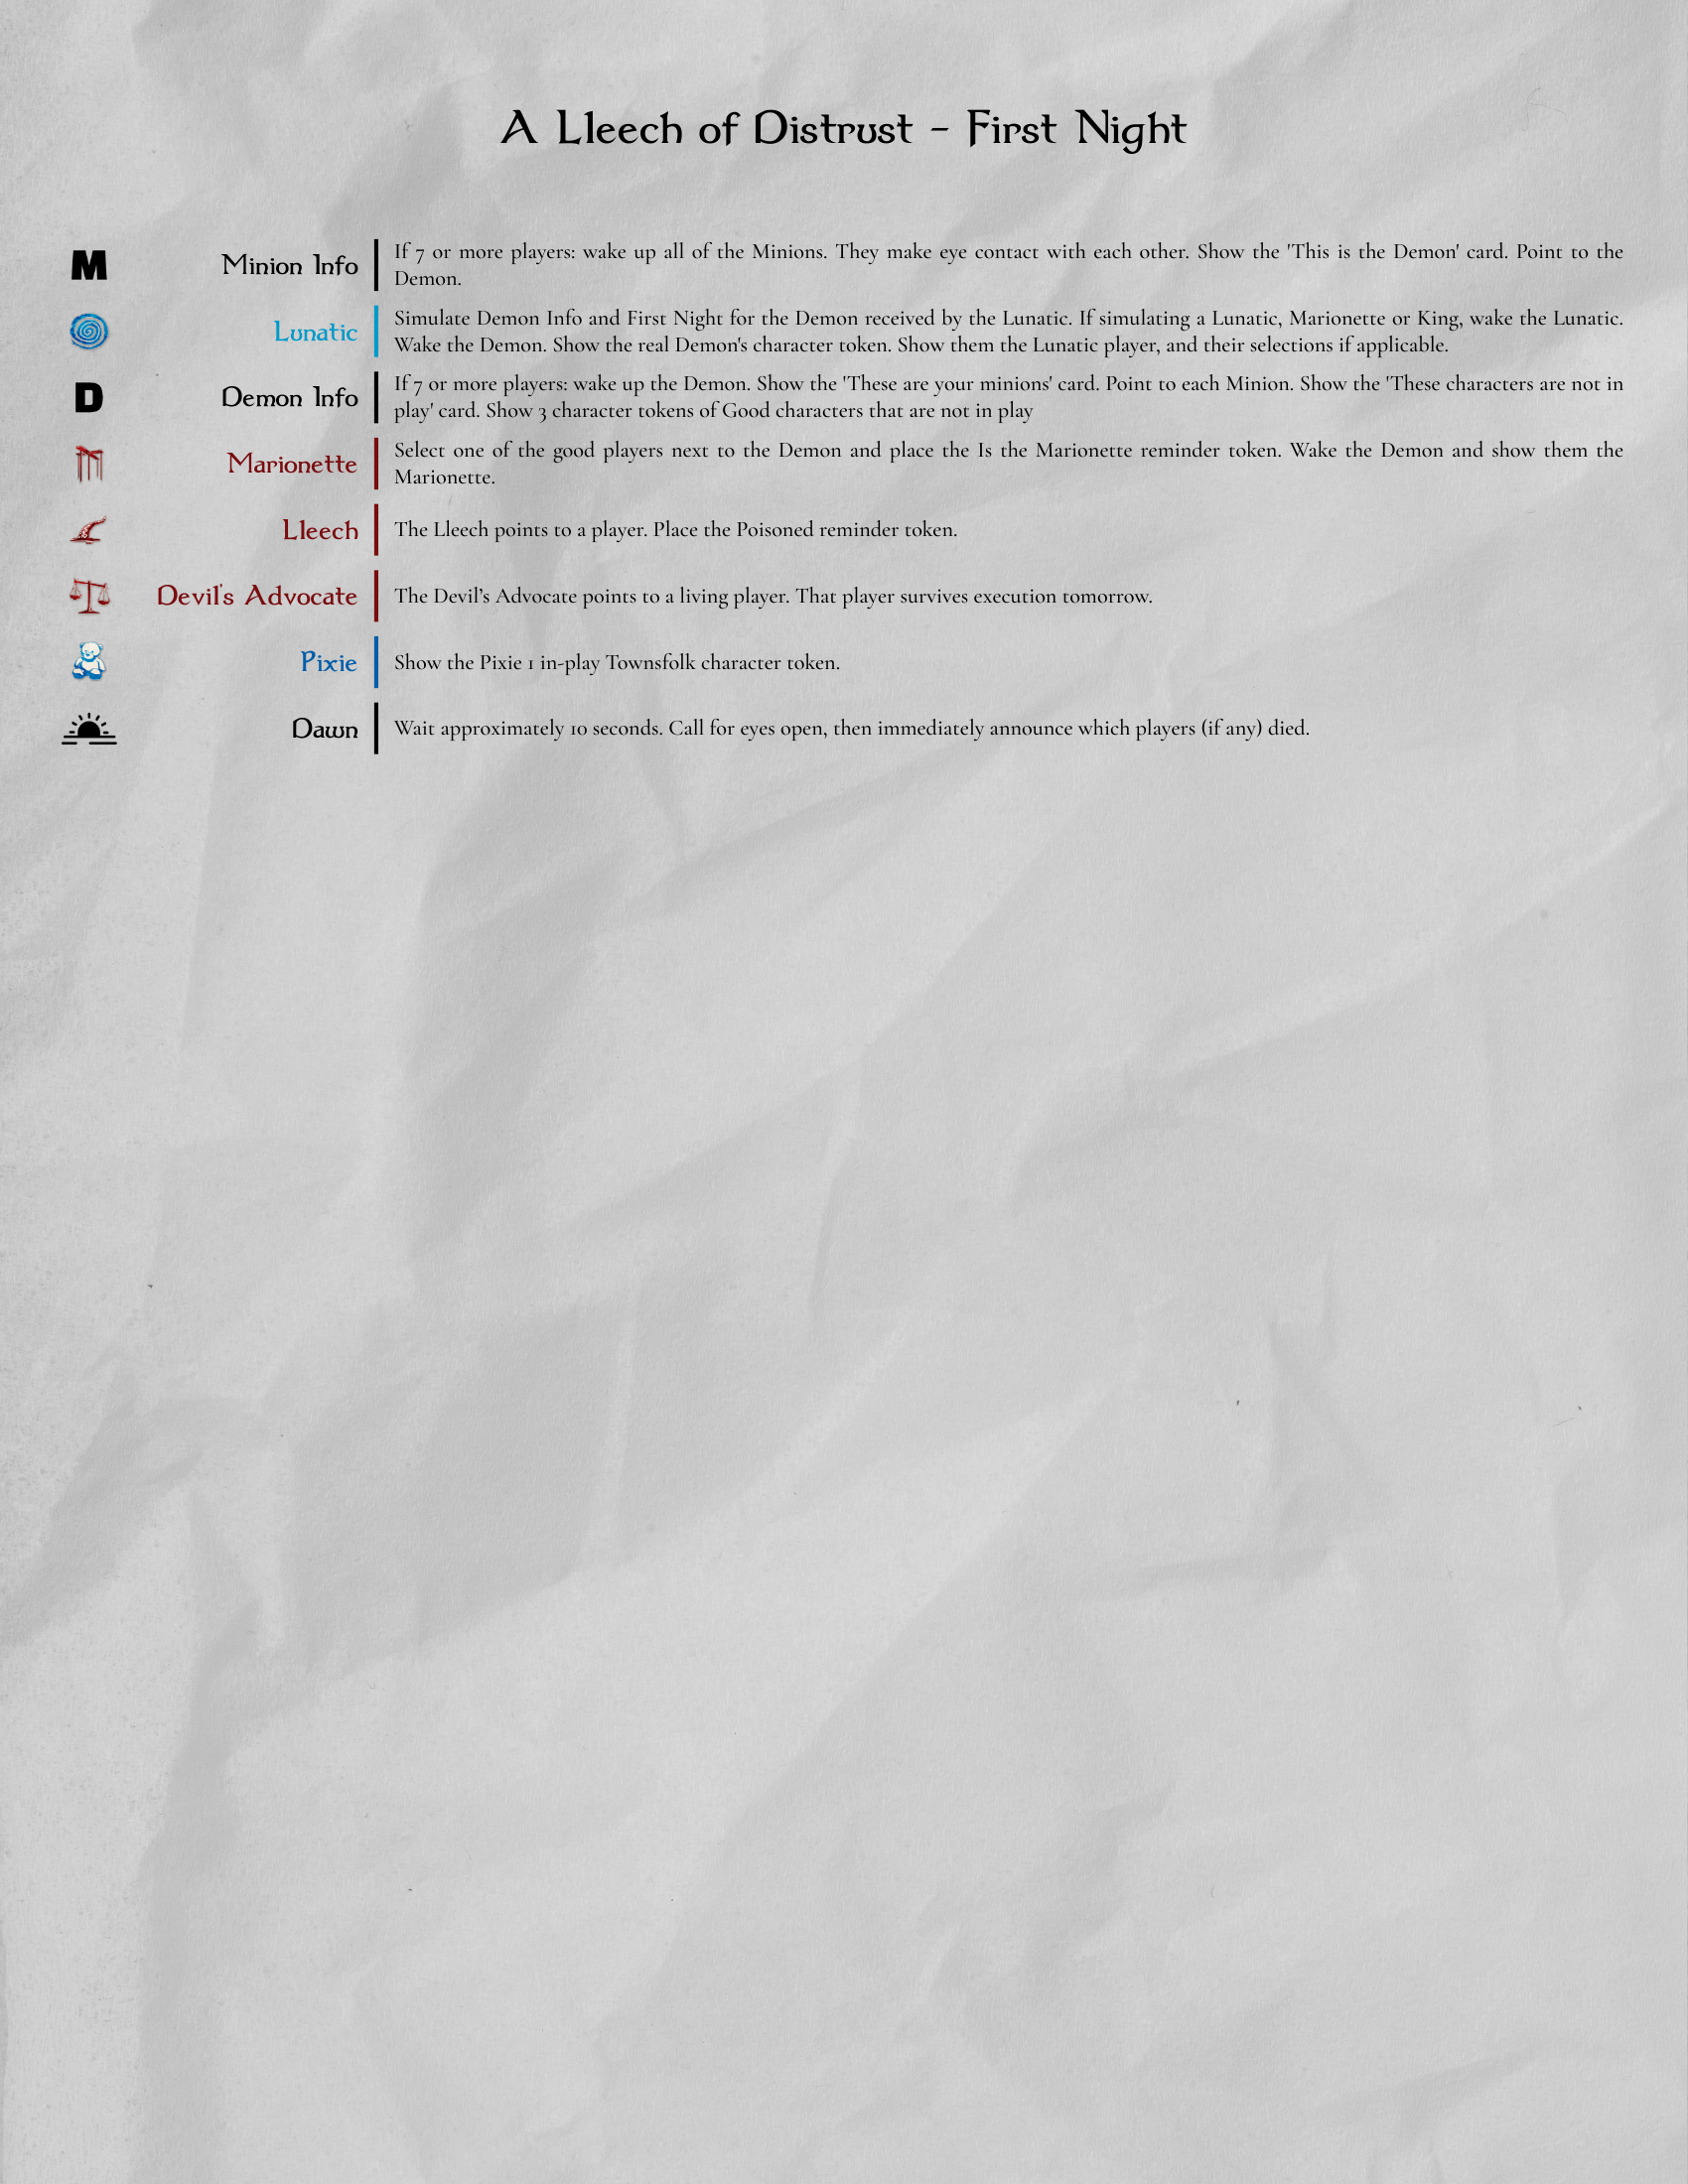 A Lleech of Distrust - First Night
M
Minion Info
If 7 or more players: wake up all of the Minions. They make eye contact with each other. Show the 'This is the Demon' card. Point to the
Demon.
Lunatic
Simulate Demon Info and First Night for the Demon received by the Lunatic. If simulating a Lunatic, Marionette or King, wake the Lunatic.
Wake the Demon. Show the real Demon's character token. Show them the Lunatic player, and their selections if applicable.
D
Demon Info
If 7 or more players: wake up the Demon. Show the 'These are your minions' card. Point to each Minion. Show the 'These characters are not in
play' card. Show 3 character tokens of Good characters that are not in play
Marionette
Select one of the good players next to the Demon and place the Is the Marionette reminder token. Wake the Demon and show them the
Marionette.
Lleech
The Lleech points to a player. Place the Poisoned reminder token.
Devil's Advocate
The Devil’s Advocate points to a living player. That player survives execution tomorrow.
Pixie
Show the Pixie 1 in-play Townsfolk character token.
Dawn
Wait approximately 10 seconds. Call for eyes open, then immediately announce which players (if any) died.